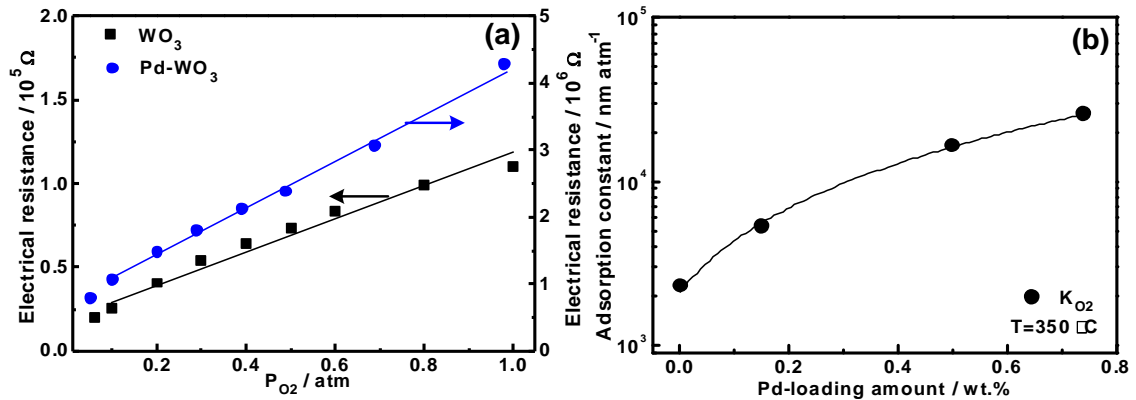 (a)
WO3
Pd-WO3
Electrical resistance / 10^5 Ω
2.0
1.5
1.0
0.5
0.0
Electrical resistance / 10^6 Ω
5
4
3
2
1
0
0.2 0.4 0.6 0.8 1.0
P O2 / atm
(b)
Adsorption constant / nm atm^-1
10^5
10^4
10^3
K O2
T=350 □C
0.0 0.2 0.4 0.6 0.8
Pd-loading amount / wt.%